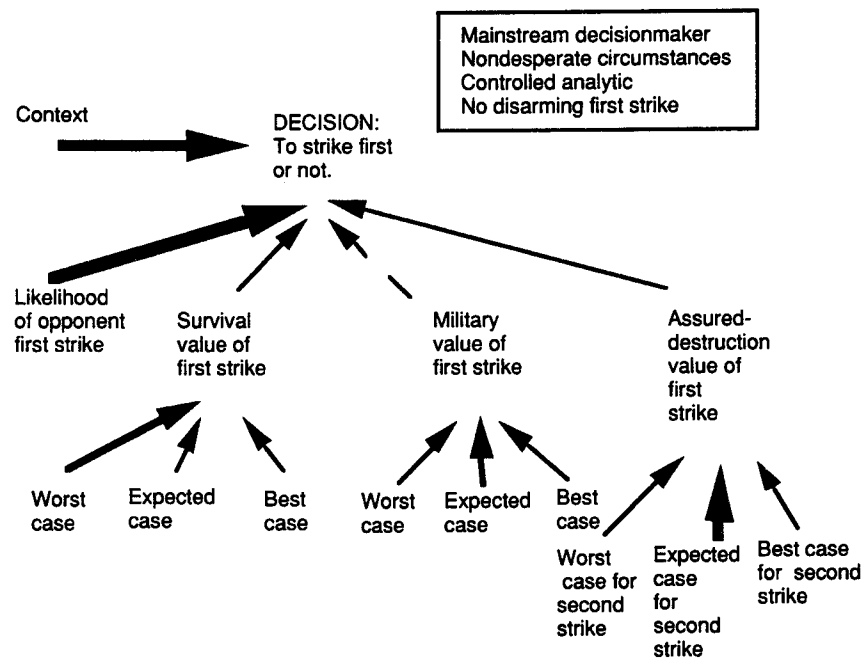 Mainstream decisionmaker
Nondesperate circumstances
Controlled analytic
No disarming first strike
Context
DECISION:
To strike first
or not.
Likelihood
of opponent
first strike
Survival
value of
first strike
Military
value of
first strike
Assured-
destruction
value of
first
strike
Worst
case
Expected
case
Best
case
Worst
case
Expected
case
Best
case
Worst
case for
second
strike
Expected
case
for
second
strike
Best case
for second
strike